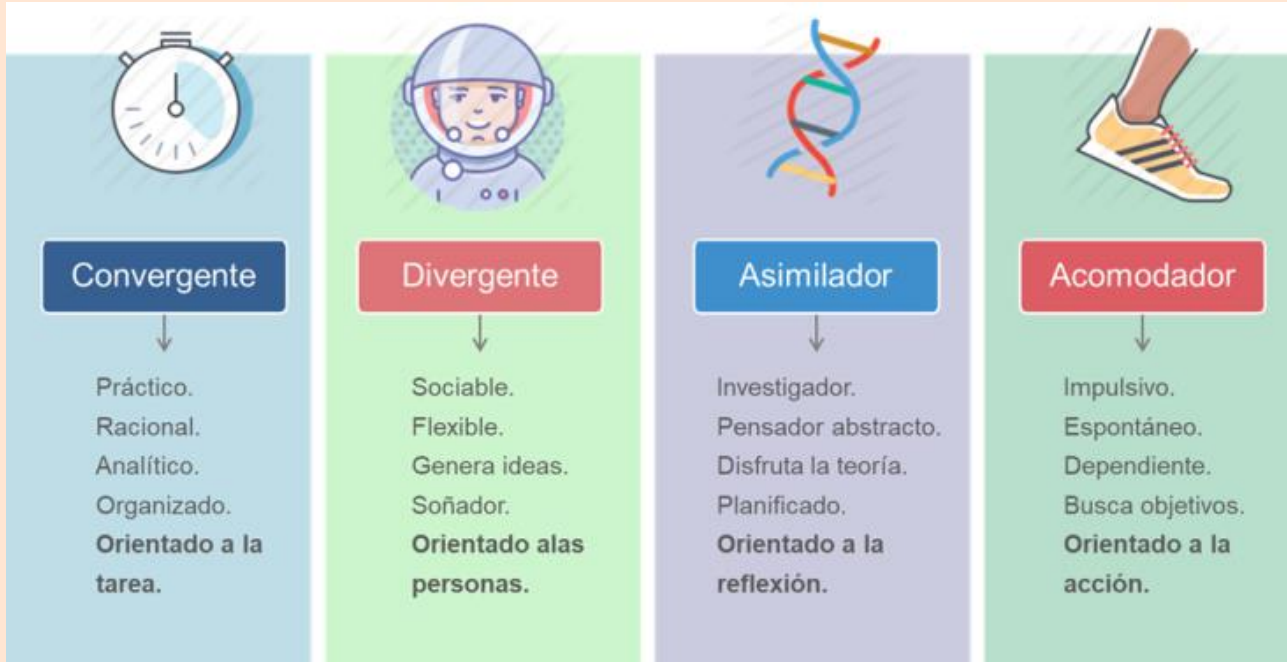 Convergente
Práctico.
Racional.
Analítico.
Organizado.
Orientado a la
tarea.
Divergente
Sociable.
Flexible.
Genera ideas.
Soñador.
Orientado alas
personas.
Asimilador
Investigador.
Pensador abstracto.
Disfruta la teoría.
Planificado.
Orientado a la
reflexión.
Acomodador
Impulsivo.
Espontáneo.
Dependiente.
Busca objetivos.
Orientado a la
acción.